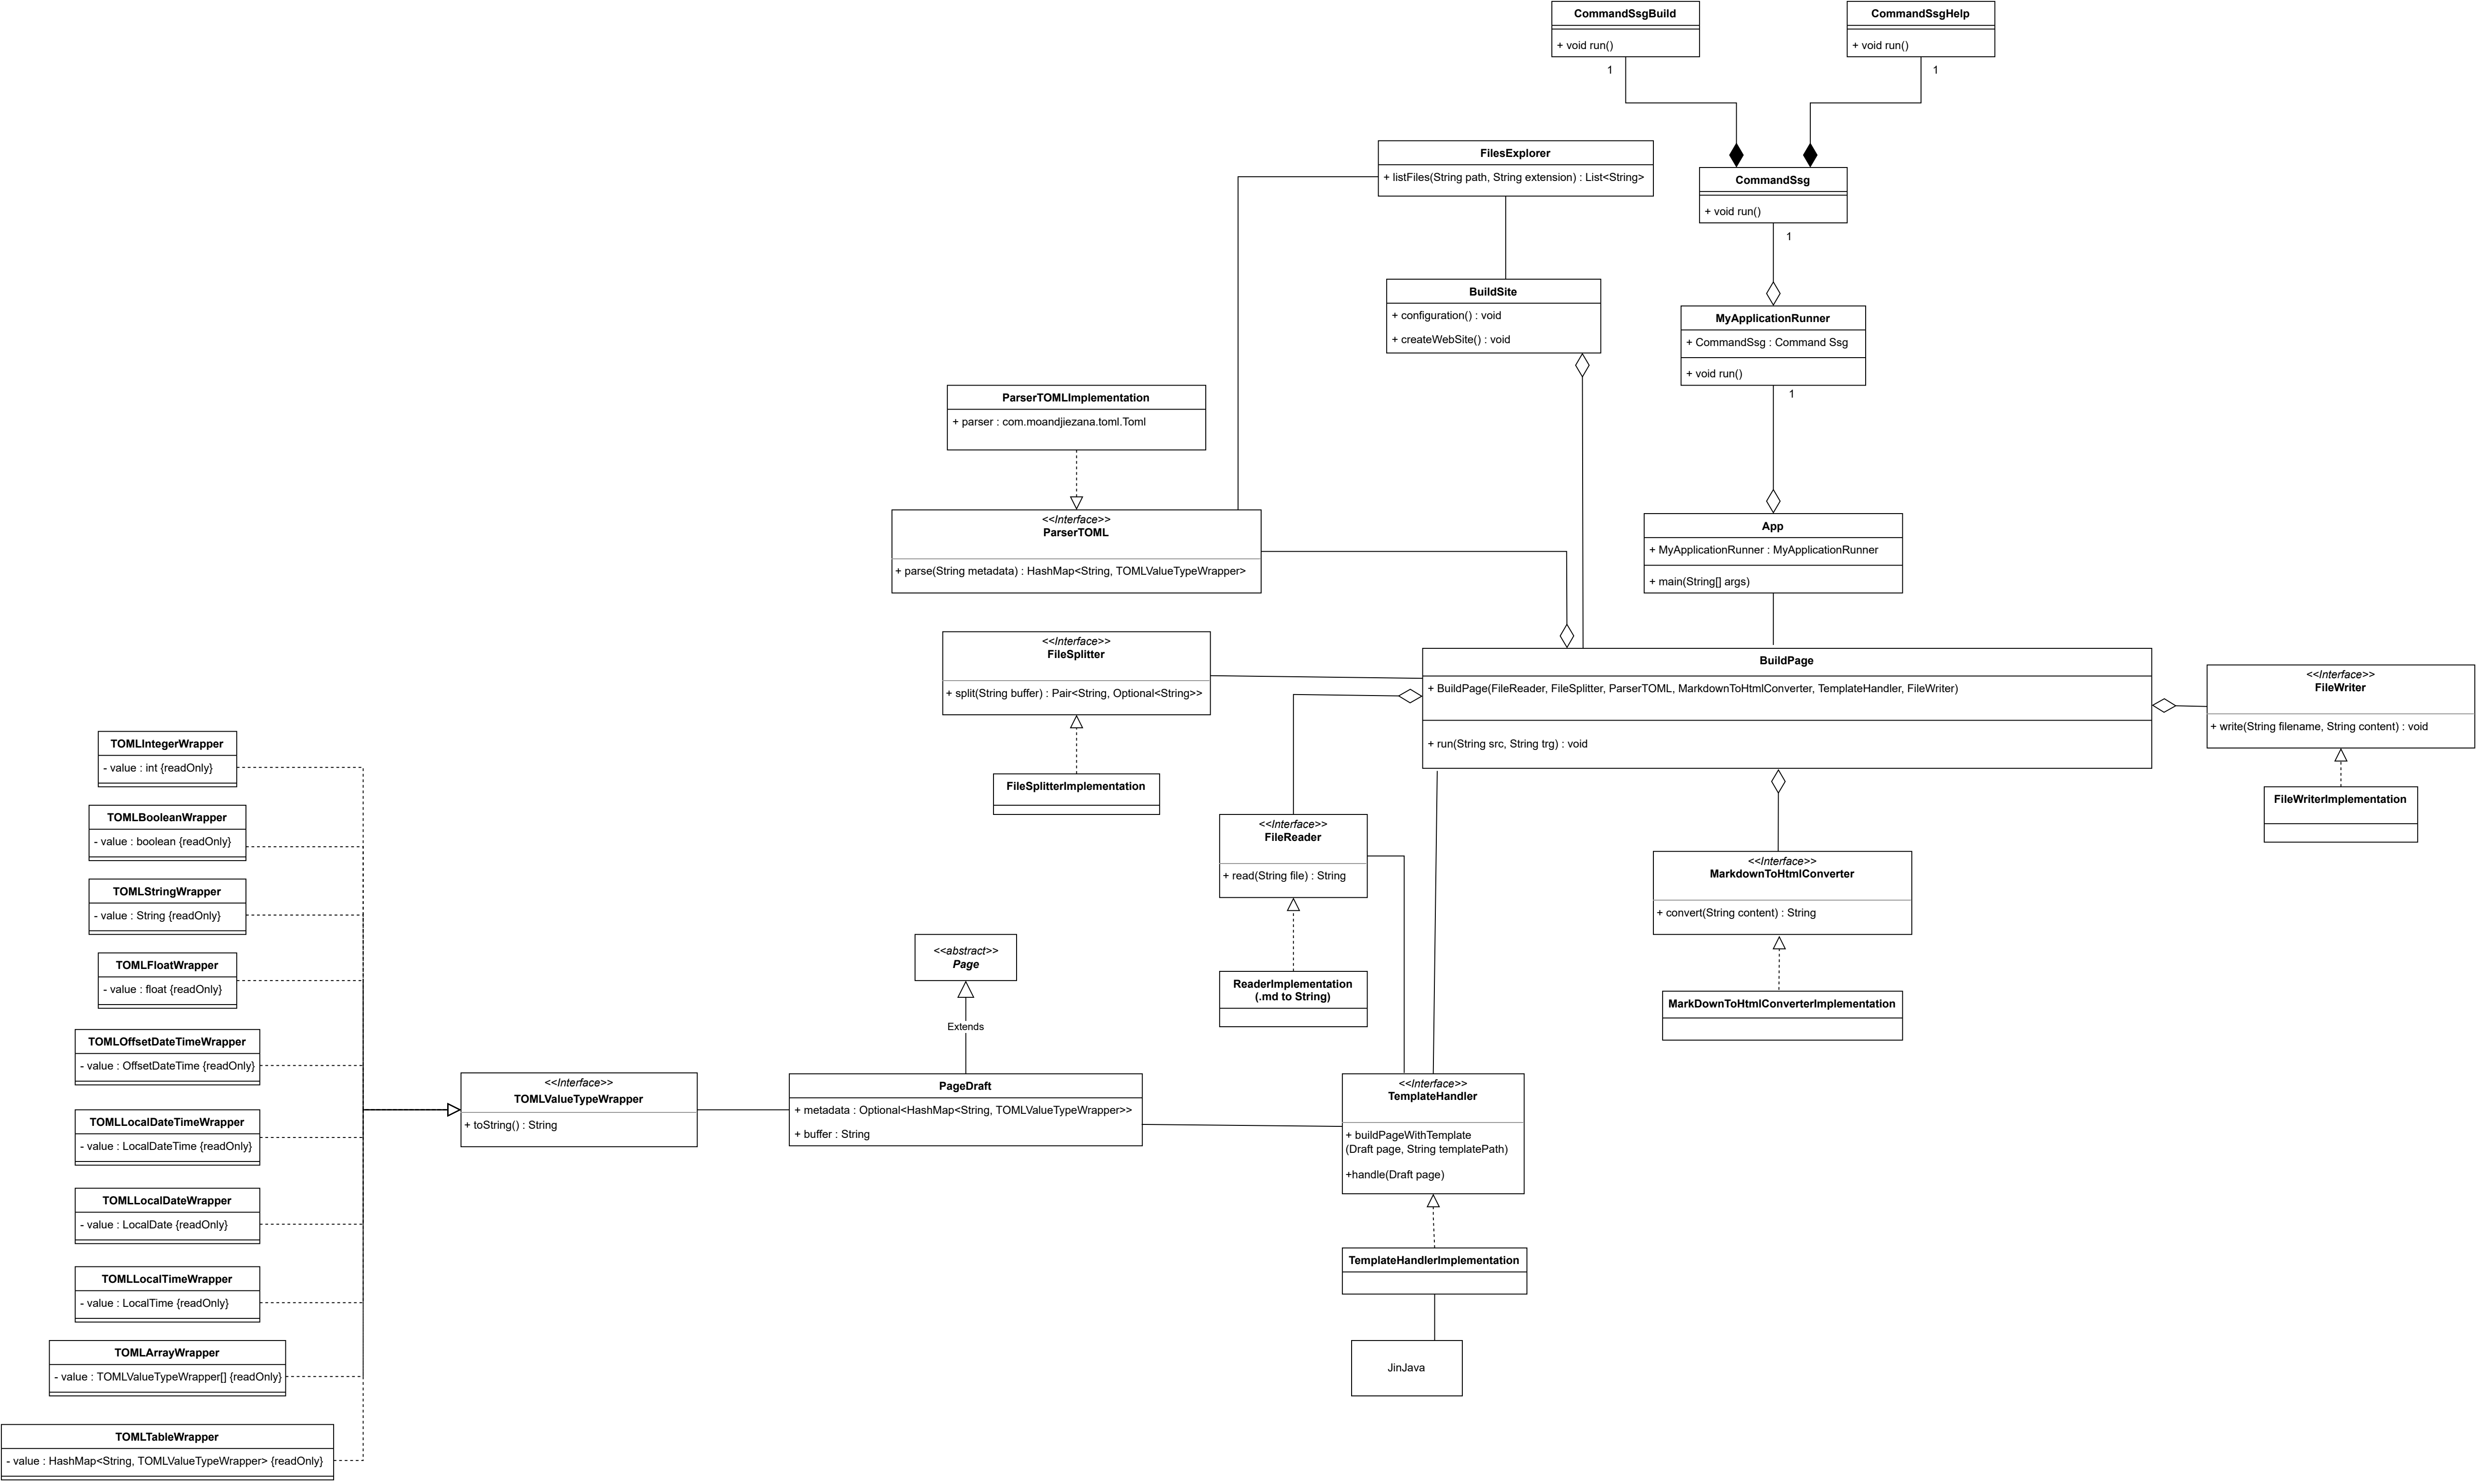 CommandSsgBuild
+ void run()
1
CommandSsgHelp
+ void run()
1
FilesExplorer
+ listFiles(String path, String extension) : List<String>
CommandSsg
+ void run()
1
BuildSite
+ configuration() : void
+ createWebSite() : void
MyApplicationRunner
+ CommandSsg : Command Ssg
+ void run()
1
ParserTOMLImplementation
+ parser : com.moandjiezana.toml.Toml
<<Interface>>
ParserTOML
+ parse(String metadata) : HashMap<String, TOMLValueTypeWrapper>
App
+ MyApplicationRunner : MyApplicationRunner
+ main(String[] args)
<<Interface>>
FileSplitter
+ split(String buffer) : Pair<String, Optional<String>>
FileSplitterImplementation
BuildPage
+ BuildPage(FileReader, FileSplitter, ParserTOML, MarkdownToHtmlConverter, TemplateHandler, FileWriter)
+ run(String src, String trg) : void
<<Interface>>
FileWriter
+ write(String filename, String content) : void
FileWriterImplementation
<<Interface>>
FileReader
+ read(String file) : String
ReaderImplementation
(.md to String)
<<Interface>>
MarkdownToHtmlConverter
+ convert(String content) : String
MarkDownToHtmlConverterImplementation
TOMLIntegerWrapper
- value : int {readOnly}
TOMLBooleanWrapper
- value : boolean {readOnly}
TOMLStringWrapper
- value : String {readOnly}
TOMLFloatWrapper
- value : float {readOnly}
TOMLOffsetDateTimeWrapper
- value : OffsetDateTime {readOnly}
TOMLLocalDateTimeWrapper
- value : LocalDateTime {readOnly}
TOMLLocalDateWrapper
- value : LocalDate {readOnly}
TOMLLocalTimeWrapper
- value : LocalTime {readOnly}
TOMLArrayWrapper
- value : TOMLValueTypeWrapper[] {readOnly}
TOMLTableWrapper
- value : HashMap<String, TOMLValueTypeWrapper> {readOnly}
<<Interface>>
TOMLValueTypeWrapper
+ toString() : String
<<abstract>>
Page
Extends
PageDraft
+ metadata : Optional<HashMap<String, TOMLValueTypeWrapper>>
+ buffer : String
<<Interface>>
TemplateHandler
+ buildPageWithTemplate
(Draft page, String templatePath)
+handle(Draft page)
TemplateHandlerImplementation
JinJava